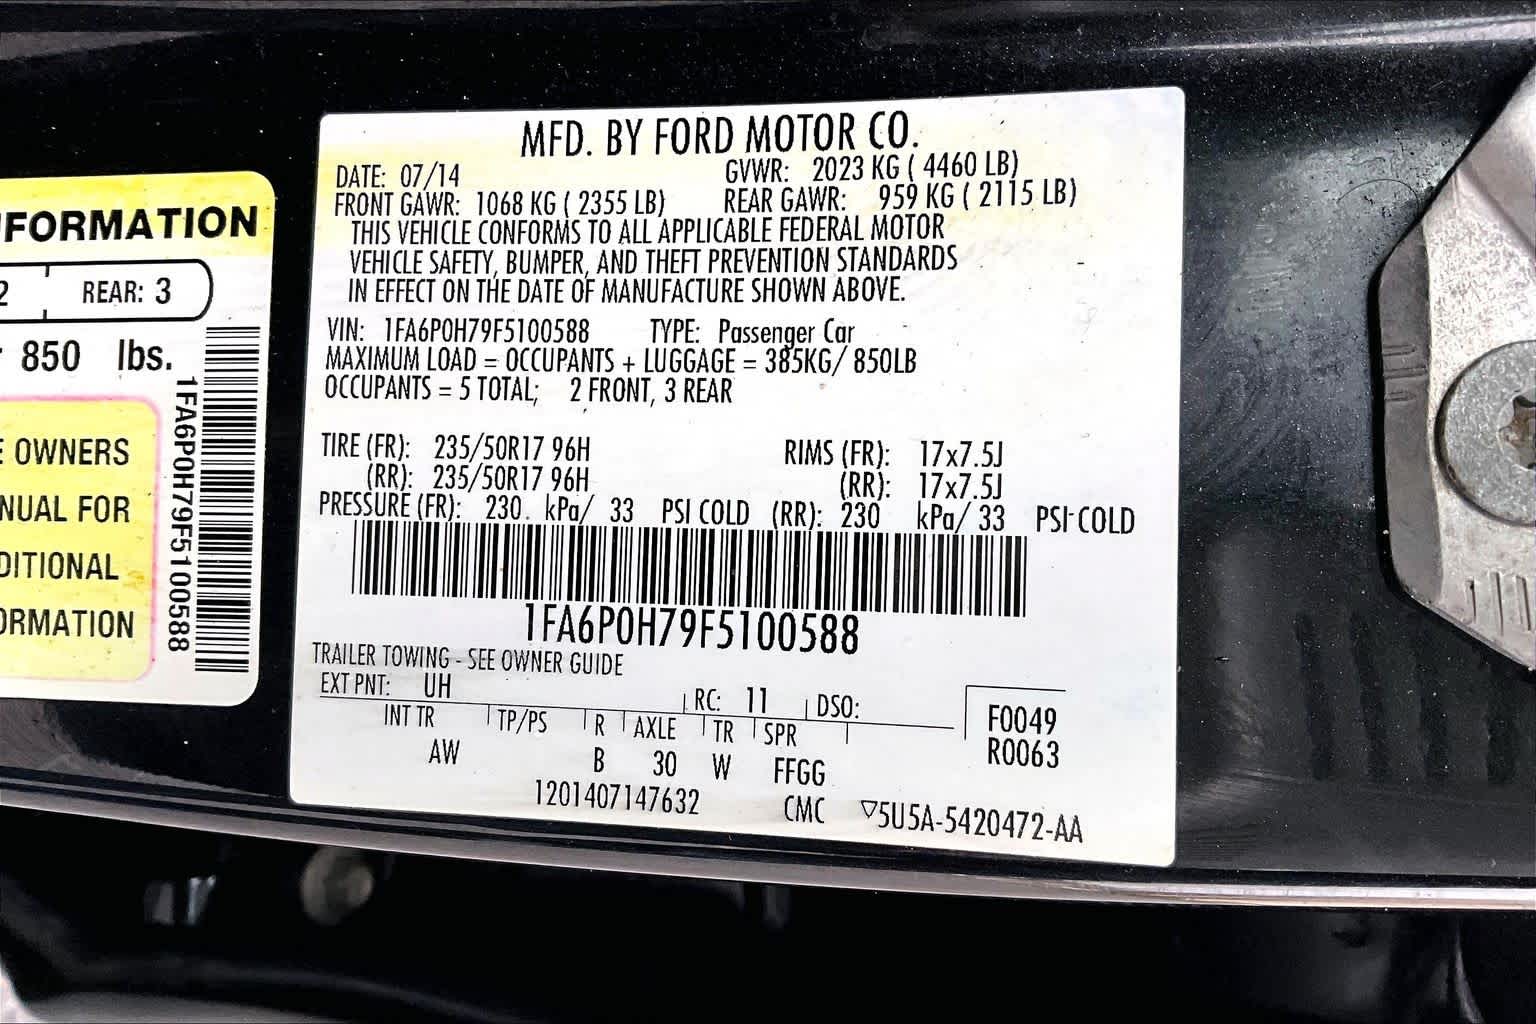 NFORMATION
2 REAR: 3
850 lbs.
1FA6P0H79F5100588
OWNERS
NUAL FOR
DITIONAL
ORMATION
MFD. BY FORD MOTOR CO.
DATE: 07/14 GVWR: 2023 KG ( 4460 LB)
FRONT GAWR: 1068 KG ( 2355 LB) REAR GAWR: 959 KG ( 2115 LB)
THIS VEHICLE CONFORMS TO ALL APPLICABLE FEDERAL MOTOR
VEHICLE SAFETY, BUMPER, AND THEFT PREVENTION STANDARDS
IN EFFECT ON THE DATE OF MANUFACTURE SHOWN ABOVE.
VIN: 1FA6P0H79F5100588 TYPE: Passenger Car
MAXIMUM LOAD = OCCUPANTS + LUGGAGE = 385KG/ 850LB
OCCUPANTS = 5 TOTAL; 2 FRONT, 3 REAR
TIRE (FR): 235/50R17 96H RIMS (FR): 17x7.5J
(RR): 235/50R17 96H (RR): 17x7.5J
PRESSURE (FR): 230 kPa/ 33 PSI COLD (RR): 230 kPa/ 33 PSI COLD
1FA6P0H79F5100588
TRAILER TOWING - SEE OWNER GUIDE
EXT PNT: UH RC: 11 DSO:
F0049
INT TR TP/PS R AXLE TR SPR
R0063
AW B 30 W FFGG
1201407147632 CMC ▽5U5A-5420472-AA